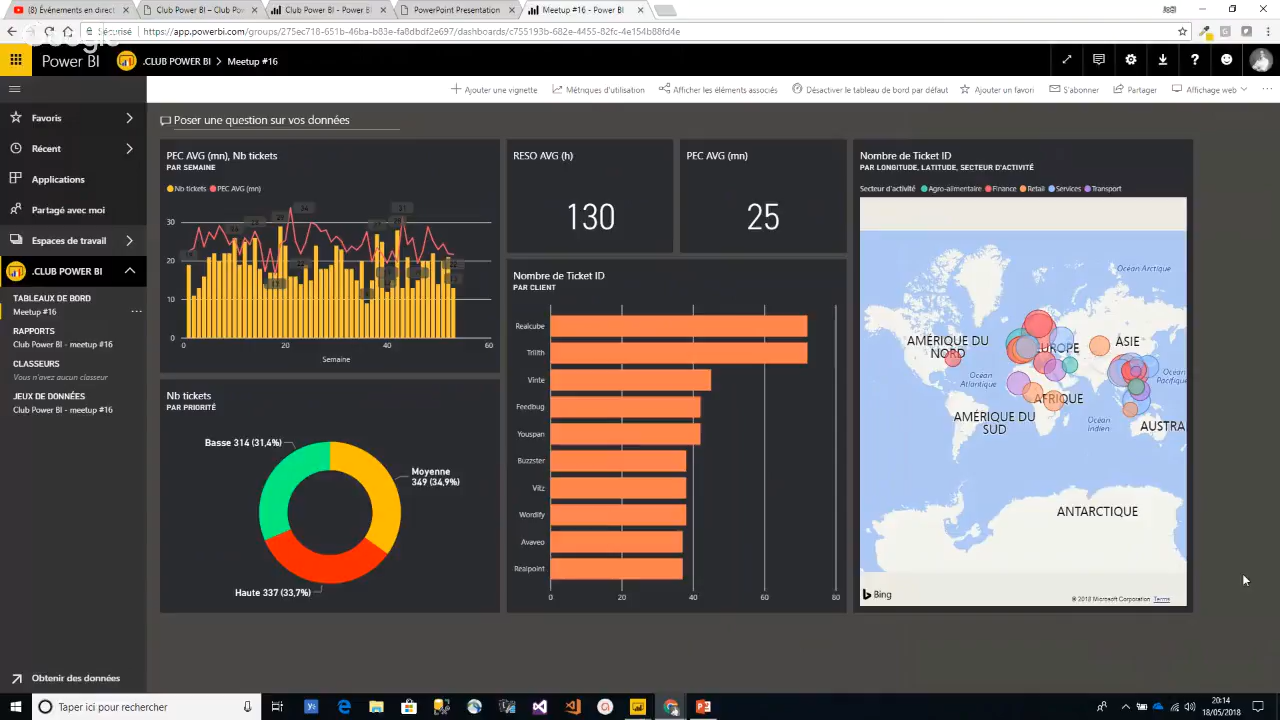 (8) Évènements en direct
Club Power BI – Club Pow
Club Power BI - Power BI
PowerPoint Presentation
Meetup #16 - Power BI
Sécurisé
https://app.powerbi.com/groups/275ec718-651b-46ba-b83e-fa8dbdf2e697/dashboards/c755193b-682e-4455-82fc-4e154b88fd4e
Google
Power BI
.CLUB POWER BI > Meetup #16
Ajouter une vignette
Métriques d'utilisation
Afficher les éléments associés
Désactiver le tableau de bord par défaut
Ajouter un favori
S'abonner
Partager
Affichage web
Favoris
Récent
Applications
Partagé avec moi
Espaces de travail
.CLUB POWER BI
TABLEAUX DE BORD
Meetup #16
RAPPORTS
Club Power BI - meetup #16
CLASSEURS
Vous n'avez aucun classeur
JEUX DE DONNÉES
Club Power BI - meetup #16
Obtenir des données
Poser une question sur vos données
PEC AVG (mn), Nb tickets
PAR SEMAINE
Nb tickets
PEC AVG (mn)
30
20
10
0
0
20
40
60
Semaine
Nb tickets
PAR PRIORITÉ
Basse 314 (31,4%)
Moyenne
349 (34,9%)
Haute 337 (33,7%)
RESO AVG (h)
130
PEC AVG (mn)
25
Nombre de Ticket ID
PAR CLIENT
Realcube
Trilith
Vinte
Feedbug
Youspan
Buzzster
Vitz
Wordify
Avaveo
Realpoint
0
20
40
60
80
Nombre de Ticket ID
PAR LONGITUDE, LATITUDE, SECTEUR D'ACTIVITÉ
Secteur d'activité
Agro-alimentaire
Finance
Retail
Services
Transport
Océan Arctique
AMÉRIQUE DU
NORD
EUROPE
ASIE
Océan
Atlantique
Océan
Pacifiqu
AFRIQUE
AMÉRIQUE DU
SUD
Océan
Indien
AUSTRA
ANTARCTIQUE
Bing
© 2018 Microsoft Corporation
Terms
Taper ici pour rechercher
20:14
18/05/2018